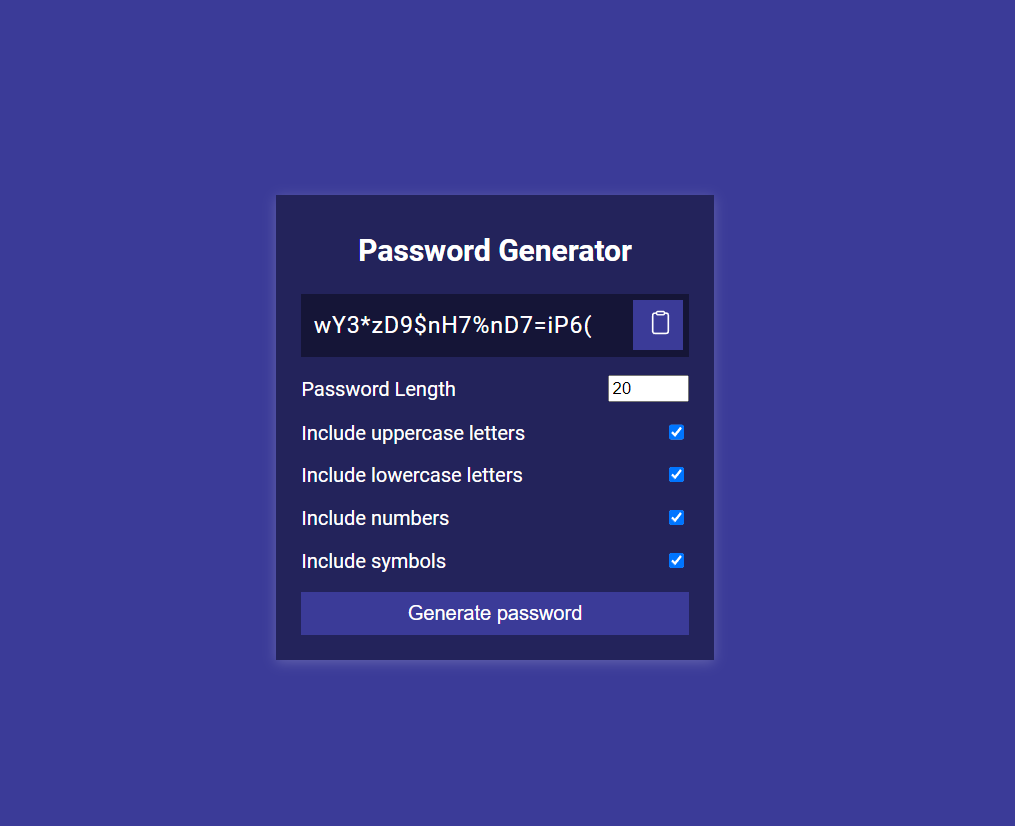 Password Generator
wY3*zD9$nH7%nD7=iP6(
Password Length
20
Include uppercase letters
Include lowercase letters
Include numbers
Include symbols
Generate password